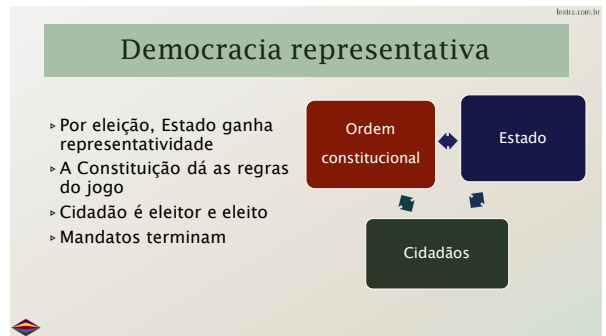 lextra.com.br
Democracia representativa
▹Por eleição, Estado ganha
representatividade
▹A Constituição dá as regras
do jogo
▹Cidadão é eleitor e eleito
▹Mandatos terminam
Ordem
constitucional
Estado
Cidadãos